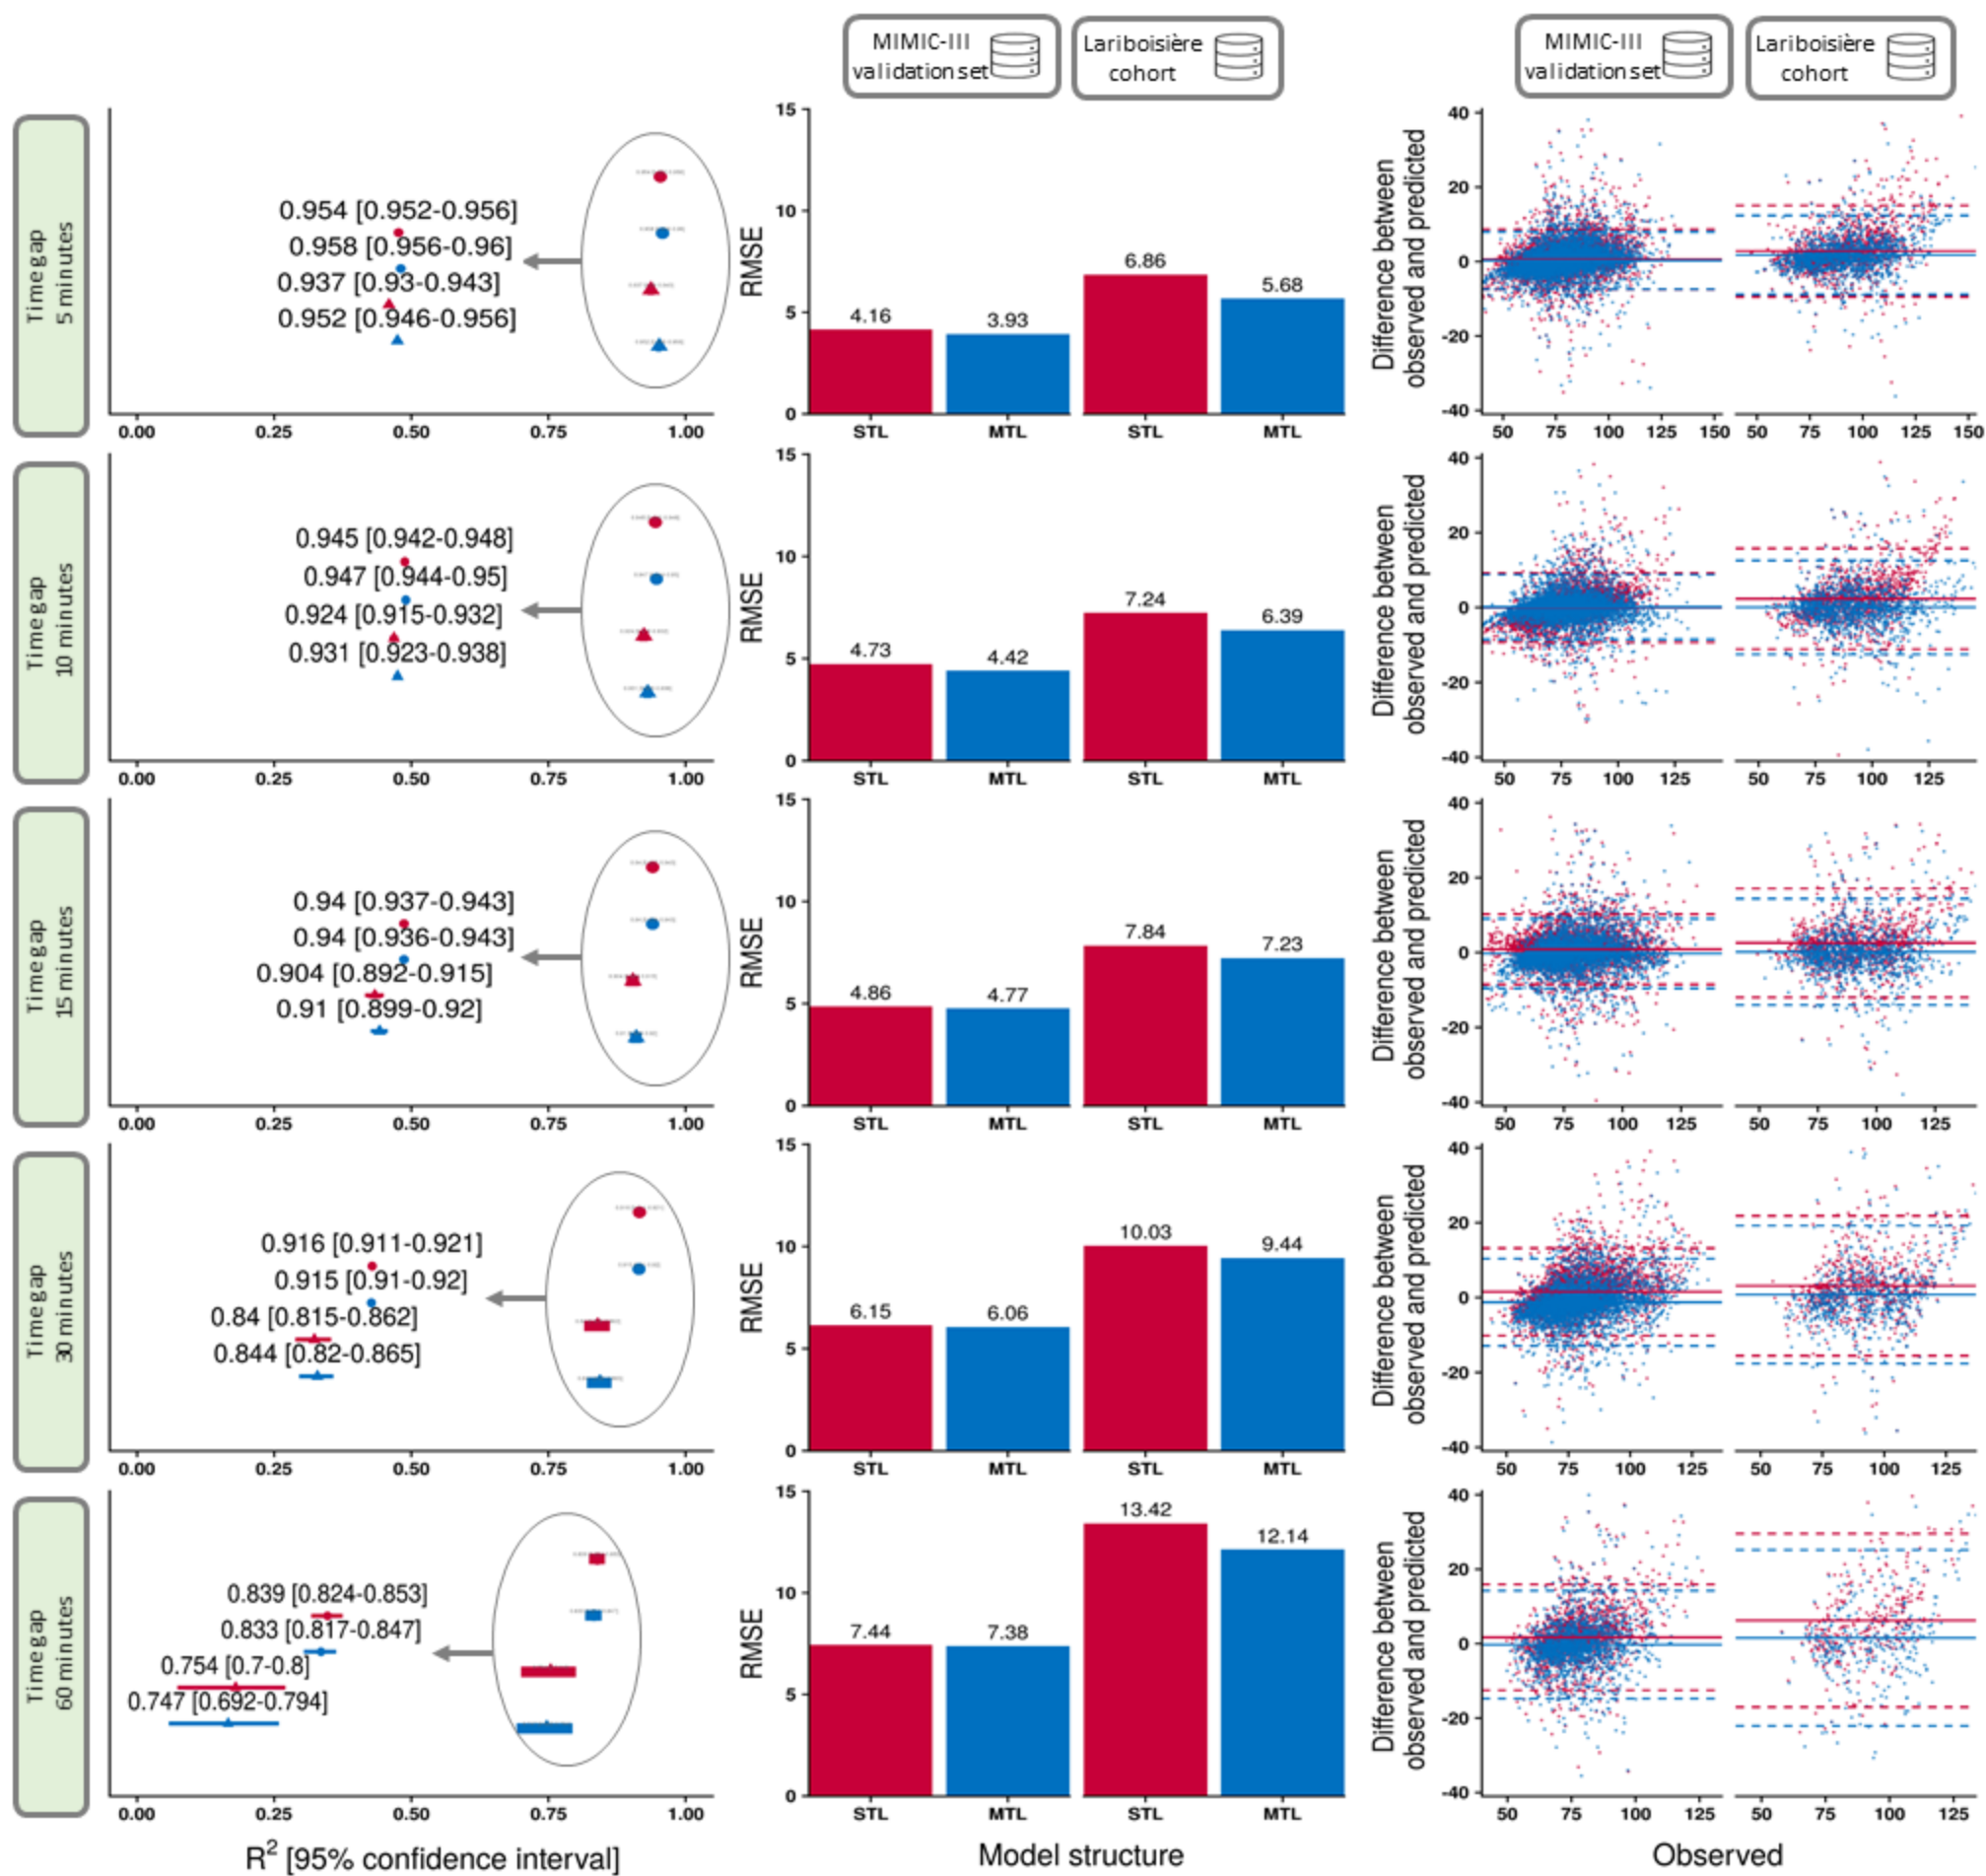 MIMIC-III
validation set
Lariboisière
cohort
MIMIC-III
validation set
Lariboisière
cohort
Timegap
5 minutes
0.954 [0.952-0.956]
0.958 [0.956-0.96]
0.937 [0.93-0.943]
0.952 [0.946-0.956]
0.00 0.25 0.50 0.75 1.00
RMSE
15
10
5
0
4.16
3.93
6.86
5.68
STL MTL STL MTL
Difference between
observed and predicted
40
20
0
-20
-40
50 75 100 125 150 50 75 100 125 150
Timegap
10 minutes
0.945 [0.942-0.948]
0.947 [0.944-0.95]
0.924 [0.915-0.932]
0.931 [0.923-0.938]
0.00 0.25 0.50 0.75 1.00
RMSE
15
10
5
0
4.73
4.42
7.24
6.39
STL MTL STL MTL
Difference between
observed and predicted
40
20
0
-20
-40
50 75 100 125 50 75 100 125
Timegap
15 minutes
0.94 [0.937-0.943]
0.94 [0.936-0.943]
0.904 [0.892-0.915]
0.91 [0.899-0.92]
0.00 0.25 0.50 0.75 1.00
RMSE
15
10
5
0
4.86
4.77
7.84
7.23
STL MTL STL MTL
Difference between
observed and predicted
40
20
0
-20
-40
50 75 100 125 50 75 100 125
Timegap
30 minutes
0.916 [0.911-0.921]
0.915 [0.91-0.92]
0.84 [0.815-0.862]
0.844 [0.82-0.865]
0.00 0.25 0.50 0.75 1.00
RMSE
15
10
5
0
6.15
6.06
10.03
9.44
STL MTL STL MTL
Difference between
observed and predicted
40
20
0
-20
-40
50 75 100 125 50 75 100 125
Timegap
60 minutes
0.839 [0.824-0.853]
0.833 [0.817-0.847]
0.754 [0.7-0.8]
0.747 [0.692-0.794]
0.00 0.25 0.50 0.75 1.00
RMSE
15
10
5
0
7.44
7.38
13.42
12.14
STL MTL STL MTL
Difference between
observed and predicted
40
20
0
-20
-40
50 75 100 125 50 75 100 125
R² [95% confidence interval]
Model structure
Observed